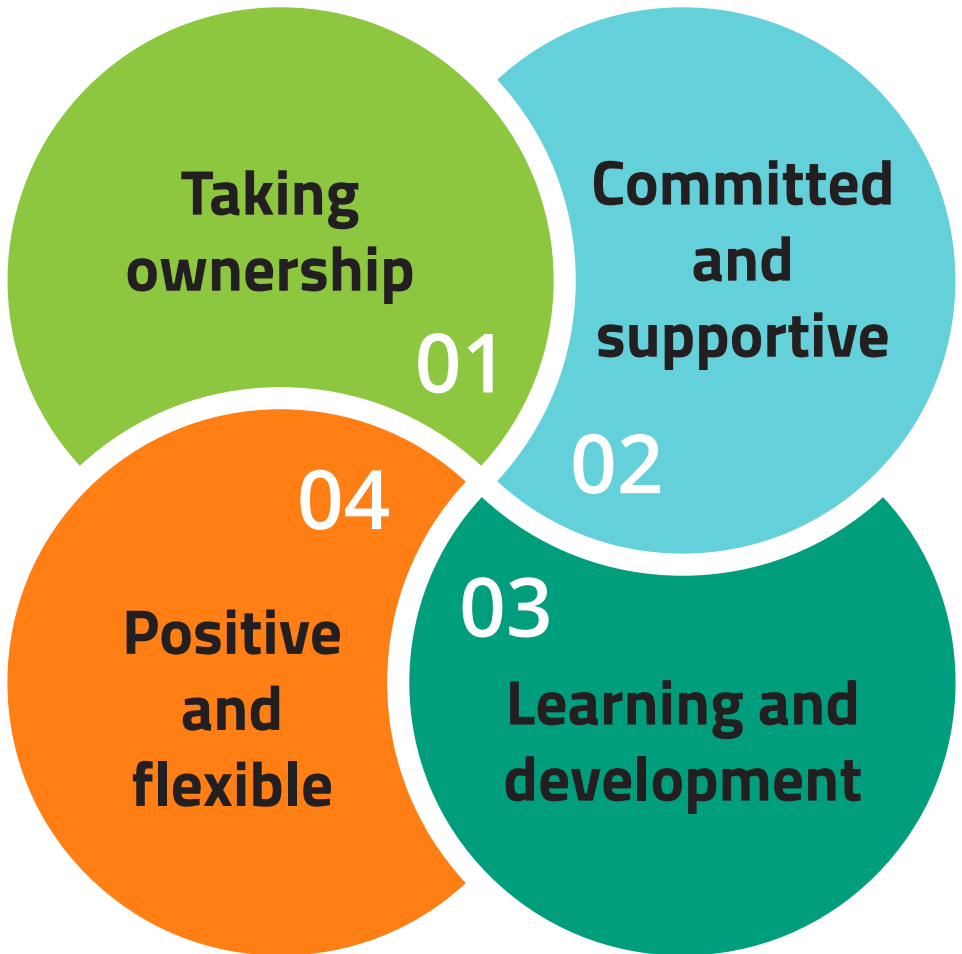 Taking
ownership
01
Committed
and
supportive
02
03
Learning and
development
04
Positive
and
flexible